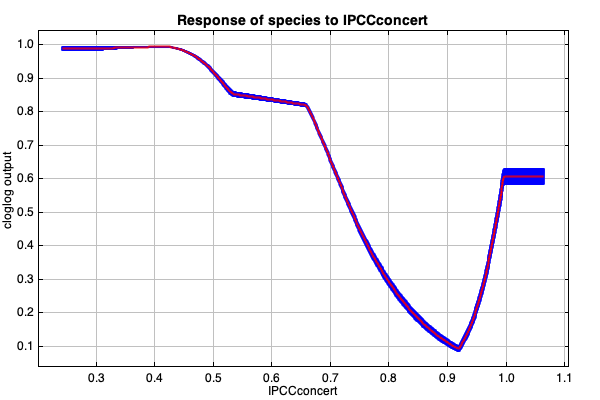 Response of species to IPCCconcert
cloglog output
1.0
0.9
0.8
0.7
0.6
0.5
0.4
0.3
0.2
0.1
0.3 0.4 0.5 0.6 0.7 0.8 0.9 1.0 1.1
IPCCconcert